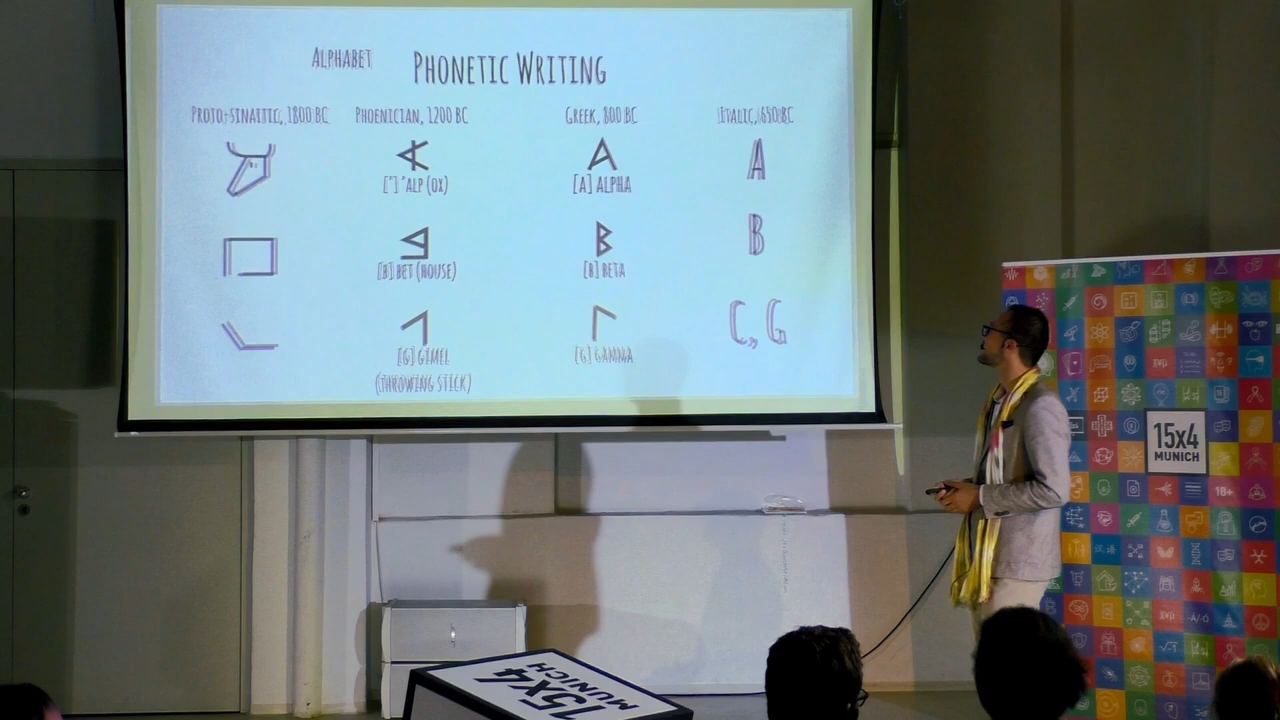 ALPHABET
PHONETIC WRITING
PROTO-SINAITIC, 1800 BC
PHOENICIAN, 1200 BC
GREEK, 800 BC
ITALIC, 650 BC
['] 'ALP (OX)
[A] ALPHA
A
[B] BET (HOUSE)
[B] BETA
B
[G] GIMEL
(THROWING STICK)
[G] GAMMA
C, G
15x4
MUNICH
18+
15X4
MUNICH